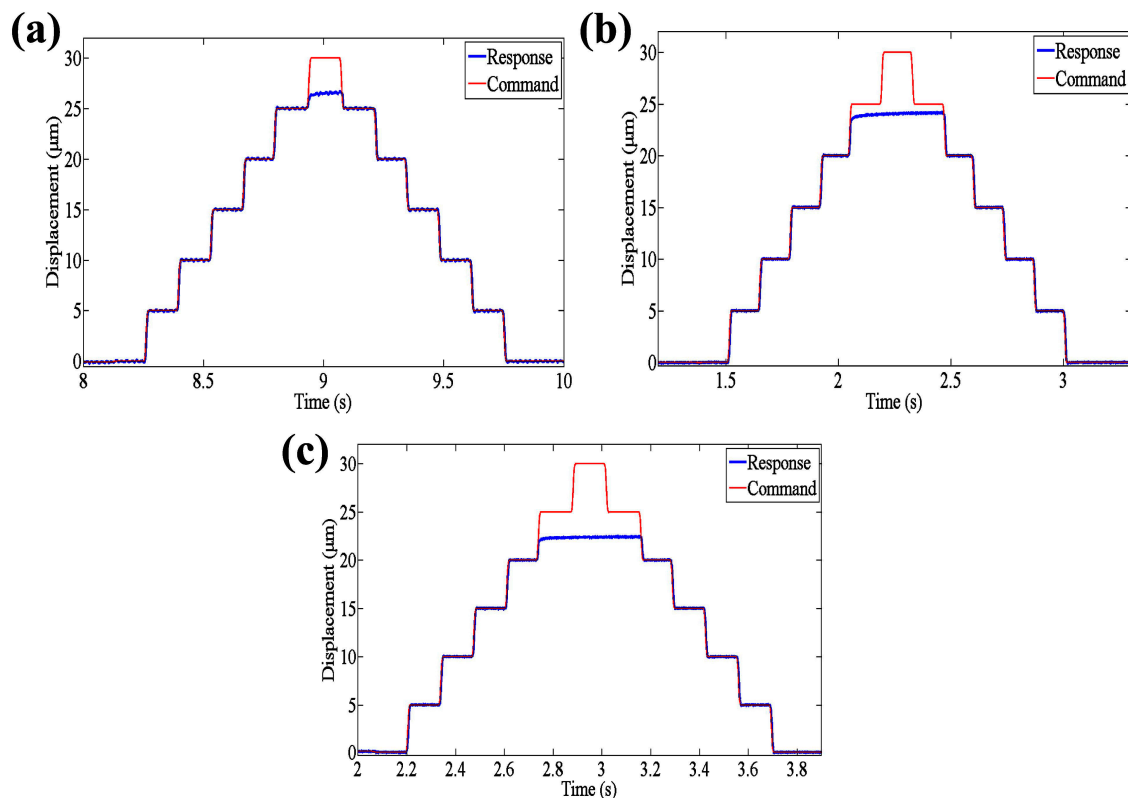 (a)
Response
Command
Displacement (µm)
30
25
20
15
10
5
0
8
8.5
9
9.5
10
Time (s)
(b)
Response
Command
Displacement (µm)
30
25
20
15
10
5
0
1.5
2
2.5
3
Time (s)
(c)
Response
Command
Displacement (µm)
30
25
20
15
10
5
0
2
2.2
2.4
2.6
2.8
3
3.2
3.4
3.6
3.8
Time (s)